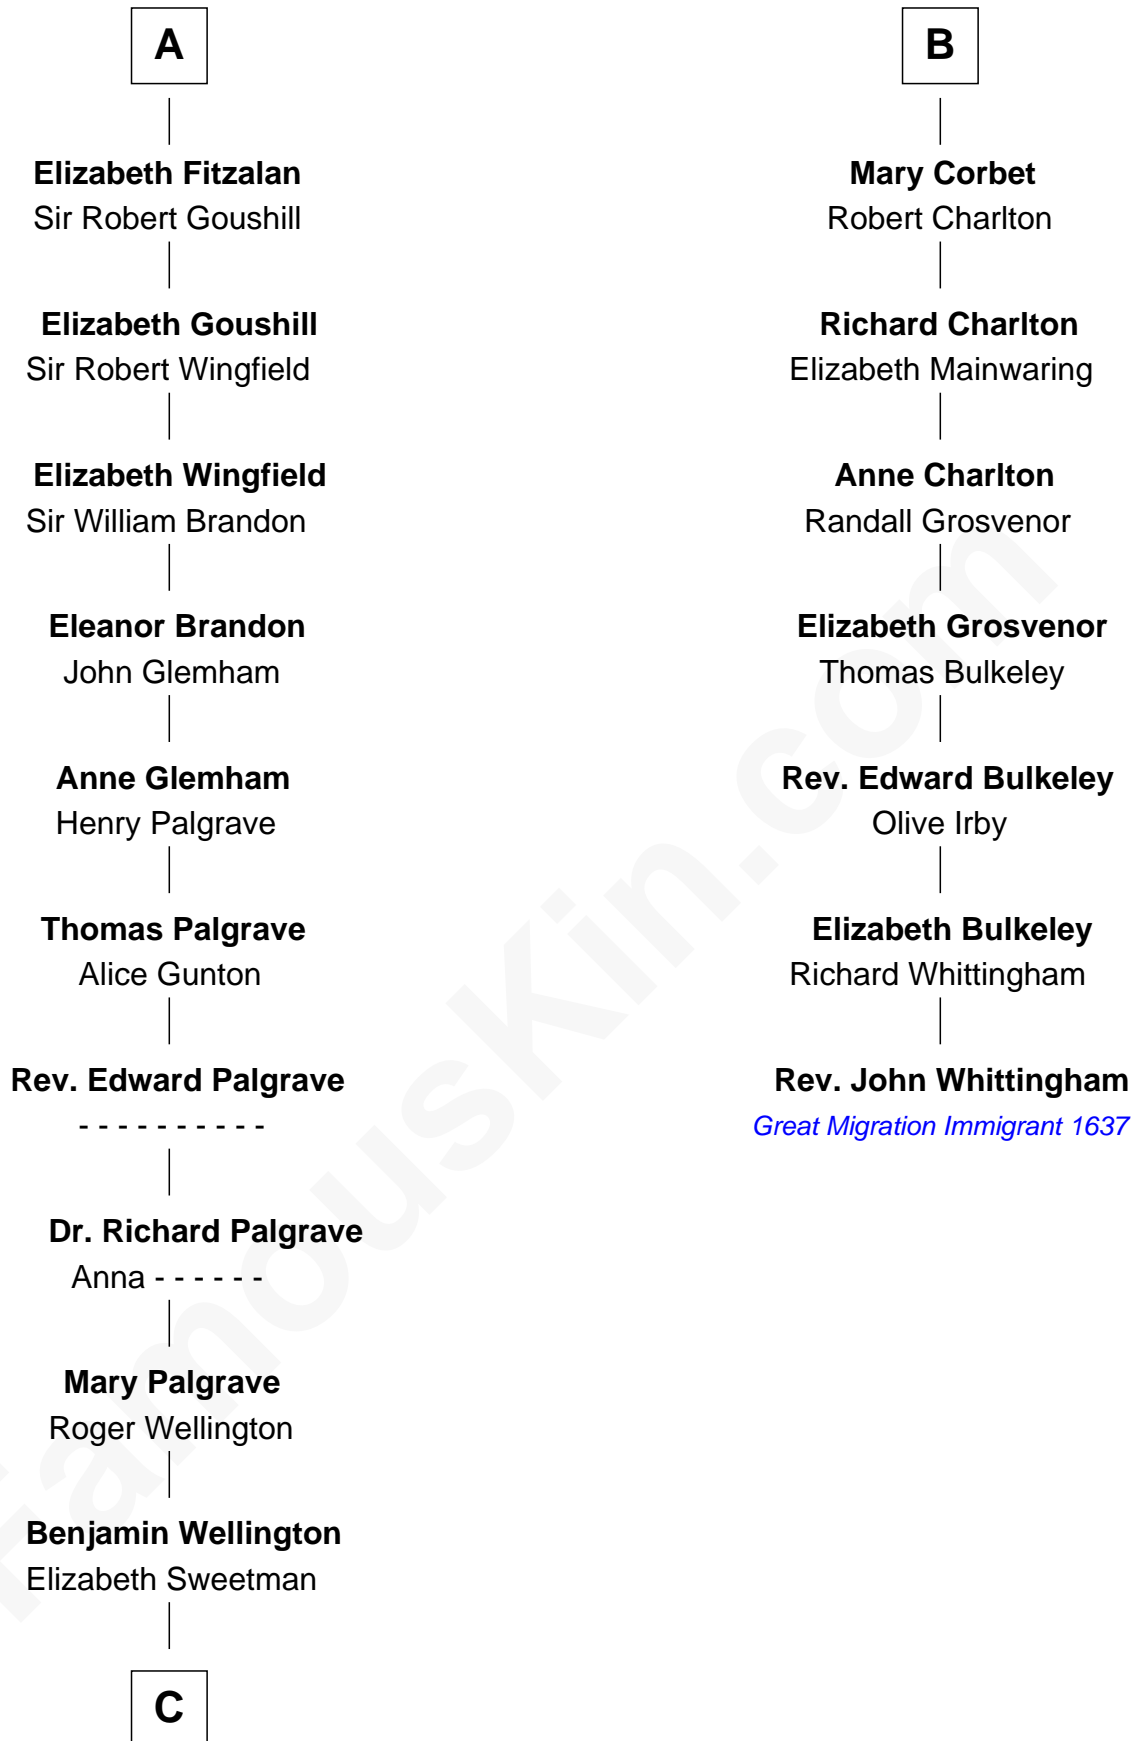 A
Elizabeth Fitzalan
Sir Robert Goushill
Elizabeth Goushill
Sir Robert Wingfield
Elizabeth Wingfield
Sir William Brandon
Eleanor Brandon
John Glemham
Anne Glemham
Henry Palgrave
Thomas Palgrave
Alice Gunton
Rev. Edward Palgrave
- - - - - - - - - -
Dr. Richard Palgrave
Anna - - - - - -
Mary Palgrave
Roger Wellington
Benjamin Wellington
Elizabeth Sweetman
C
B
Mary Corbet
Robert Charlton
Richard Charlton
Elizabeth Mainwaring
Anne Charlton
Randall Grosvenor
Elizabeth Grosvenor
Thomas Bulkeley
Rev. Edward Bulkeley
Olive Irby
Elizabeth Bulkeley
Richard Whittingham
Rev. John Whittingham
Great Migration Immigrant 1637
FamousKin.com